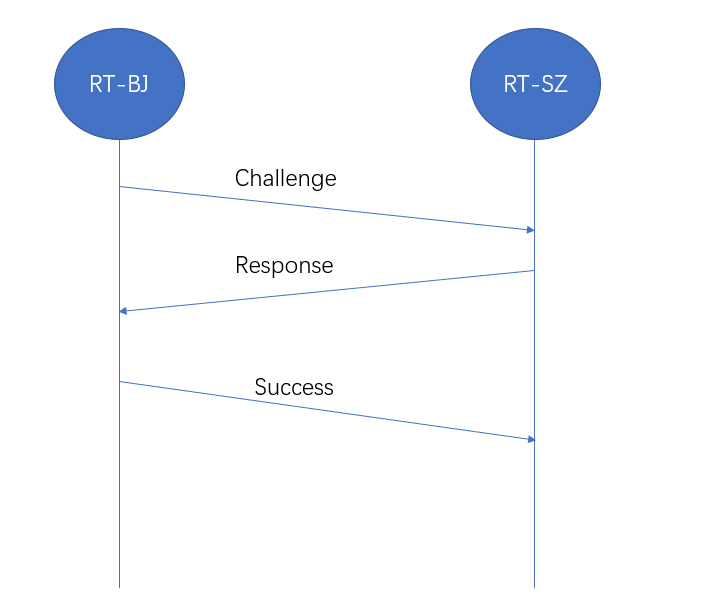 RT-BJ
RT-SZ
Challenge
Response
Success